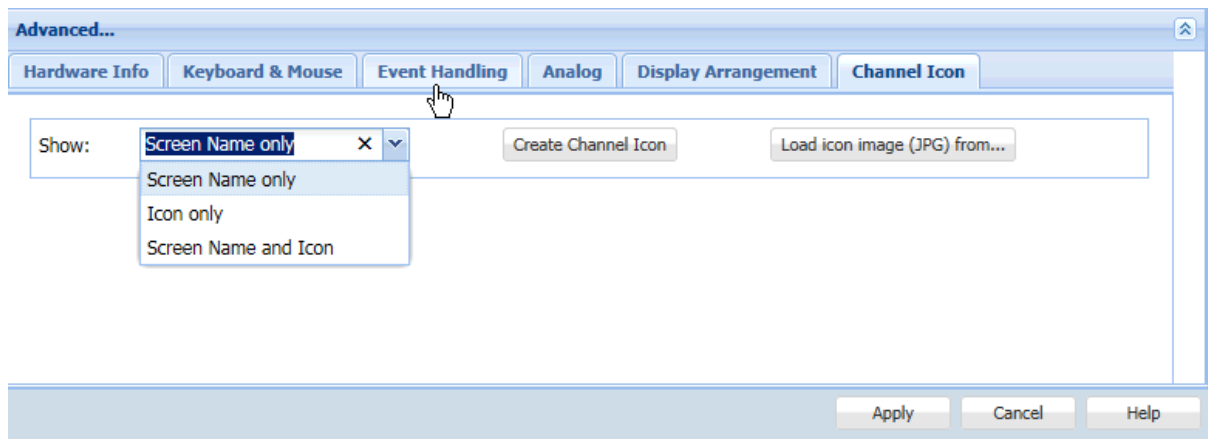 Advanced...
Hardware Info Keyboard & Mouse Event Handling Analog Display Arrangement Channel Icon
Show: Screen Name only Create Channel Icon Load icon image (JPG) from...
Screen Name only
Icon only
Screen Name and Icon
Apply Cancel Help